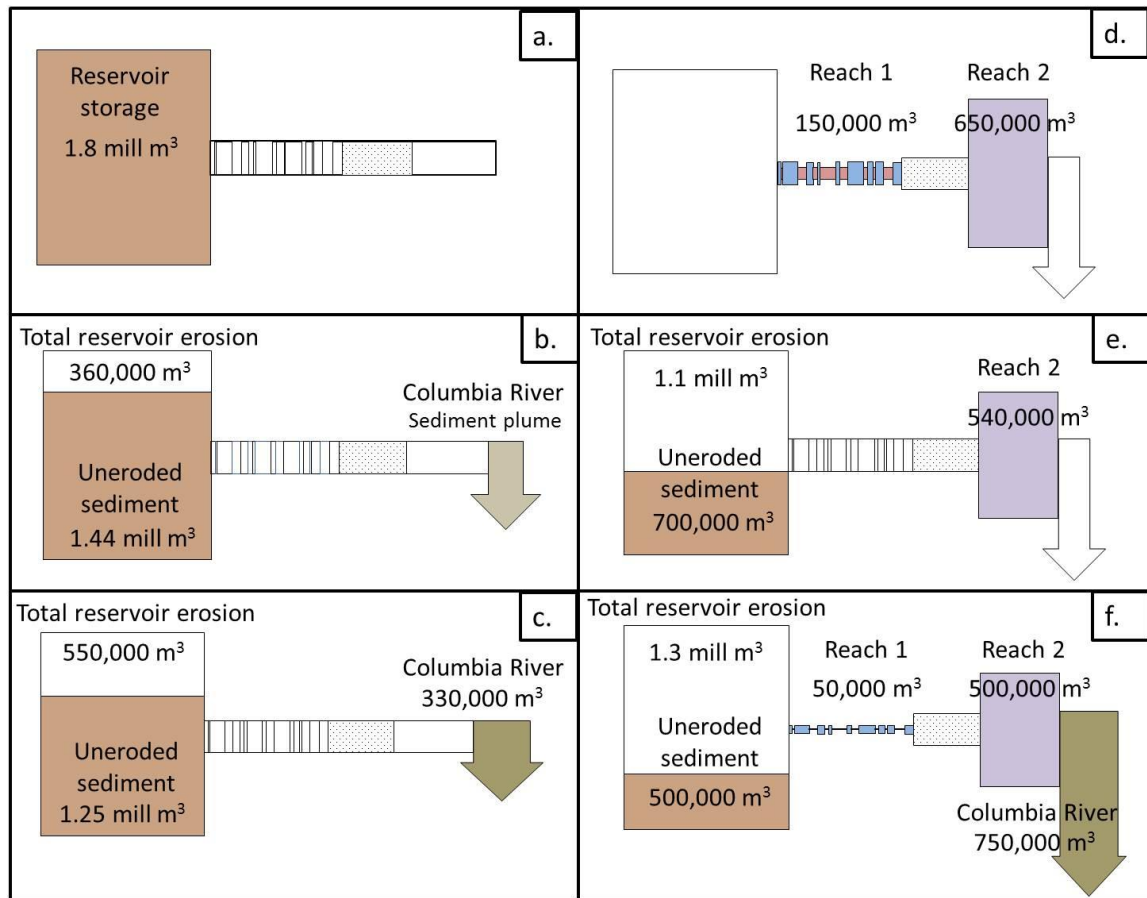 a.
Reservoir
storage
1.8 mill m³
b.
Total reservoir erosion
360,000 m³
Uneroded
sediment
1.44 mill m³
Columbia River
Sediment plume
c.
Total reservoir erosion
550,000 m³
Uneroded
sediment
1.25 mill m³
Columbia River
330,000 m³
d.
Reach 1
150,000 m³
Reach 2
650,000 m³
e.
Total reservoir erosion
1.1 mill m³
Uneroded
sediment
700,000 m³
Reach 2
540,000 m³
f.
Total reservoir erosion
1.3 mill m³
Uneroded
sediment
500,000 m³
Reach 1
50,000 m³
Reach 2
500,000 m³
Columbia River
750,000 m³